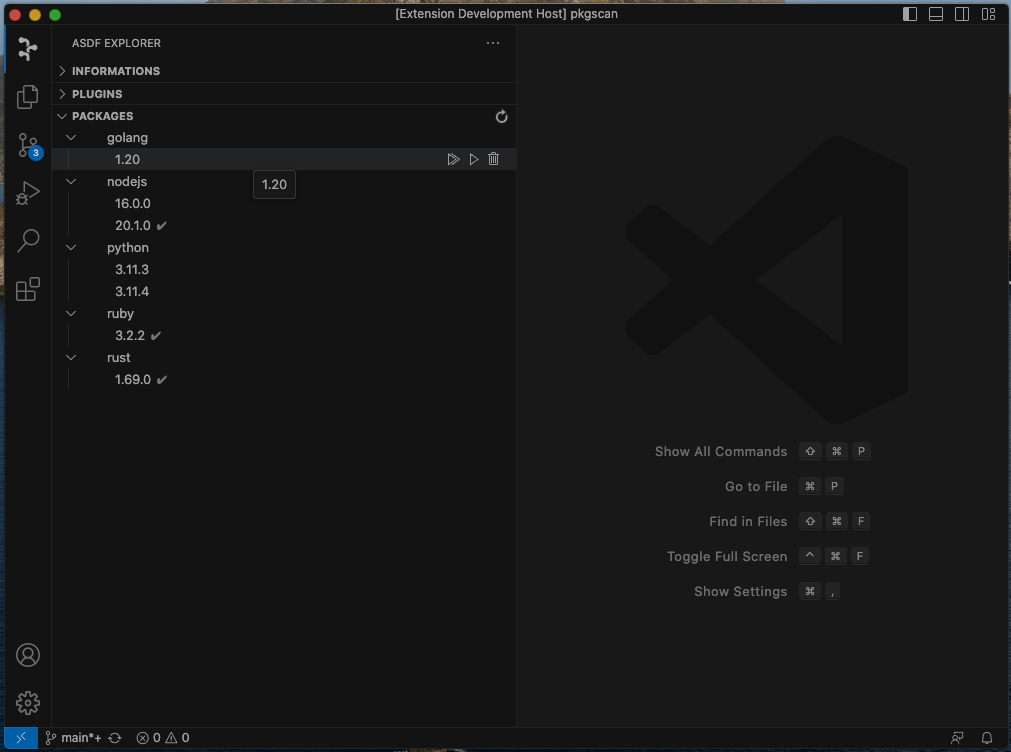 [Extension Development Host] pkgscan
ASDF EXPLORER
INFORMATIONS
PLUGINS
PACKAGES
golang
1.20
1.20
nodejs
16.0.0
20.1.0 ✔
python
3.11.3
3.11.4
ruby
3.2.2 ✔
rust
1.69.0 ✔
3
Show All Commands ⇧ ⌘ P
Go to File ⌘ P
Find in Files ⇧ ⌘ F
Toggle Full Screen ^ ⌘ F
Show Settings ⌘ ,
main*+ 0 0